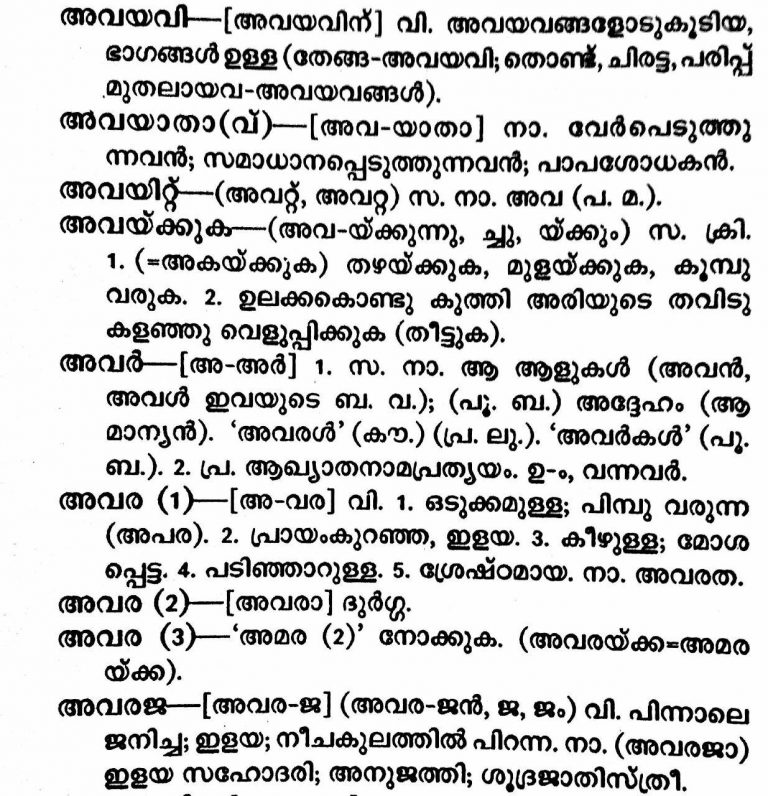 അവയവി—[അവയവിന്] വി. അവയവങ്ങളോടുകൂടിയ,
ഭാഗങ്ങൾ ഉള്ള (തേങ്ങ-അവയവി; തൊണ്ട്, ചിരട്ട, പരിപ്പ്
മുതലായവ-അവയവങ്ങൾ).
അവയാതാ(വ്)—[അവ-യാതാ] നാ. വേർപെടുത്തു
ന്നവൻ; സമാധാനപ്പെടുത്തുന്നവൻ; പാപശോധകൻ.
അവയിറ്റ്—(അവറ്റ്, അവറ്റ) സ. നാ. അവ (പ. മ.).
അവയ്ക്കുക—(അവ-യ്ക്കുന്നു, ച്ചു, യ്ക്കും) സ. ക്രി.
1. (=അകയ്ക്കുക) തഴയ്ക്കുക, മുളയ്ക്കുക, കൂമ്പു
വരുക. 2. ഉലക്കകൊണ്ടു കുത്തി അരിയുടെ തവിടു
കളഞ്ഞു വെളുപ്പിക്കുക (തീട്ടുക).
അവർ—[അ-അർ] 1. സ. നാ. ആ ആളുകൾ (അവൻ,
അവൾ ഇവയുടെ ബ. വ.); (പൂ. ബ.) അദ്ദേഹം (ആ
മാന്യൻ). ‘അവരൾ’ (കൗ.) (പ്ര. ലു.). ‘അവർകൾ’ (പൂ.
ബ.). 2. പ്ര. ആഖ്യാതനാമപ്രത്യയം. ഉ-ം, വന്നവർ.
അവര (1)—[അ-വര] വി. 1. ഒടുക്കമുള്ള; പിമ്പു വരുന്ന
(അപര). 2. പ്രായംകുറഞ്ഞ, ഇളയ. 3. കീഴുള്ള; മോശ
പ്പെട്ട. 4. പടിഞ്ഞാറുള്ള. 5. ശ്രേഷ്ഠമായ. നാ. അവരത.
അവര (2)—[അവരാ] ദുർഗ്ഗ.
അവര (3)—‘അമര (2)’ നോക്കുക. (അവരയ്ക്ക=അമര
യ്ക്ക).
അവരജ—[അവര-ജ] (അവര-ജൻ, ജ, ജം) വി. പിന്നാലെ
ജനിച്ച; ഇളയ; നീചകുലത്തിൽ പിറന്ന. നാ. (അവരജാ)
ഇളയ സഹോദരി; അനുജത്തി; ശൂദ്രജാതിസ്ത്രീ.